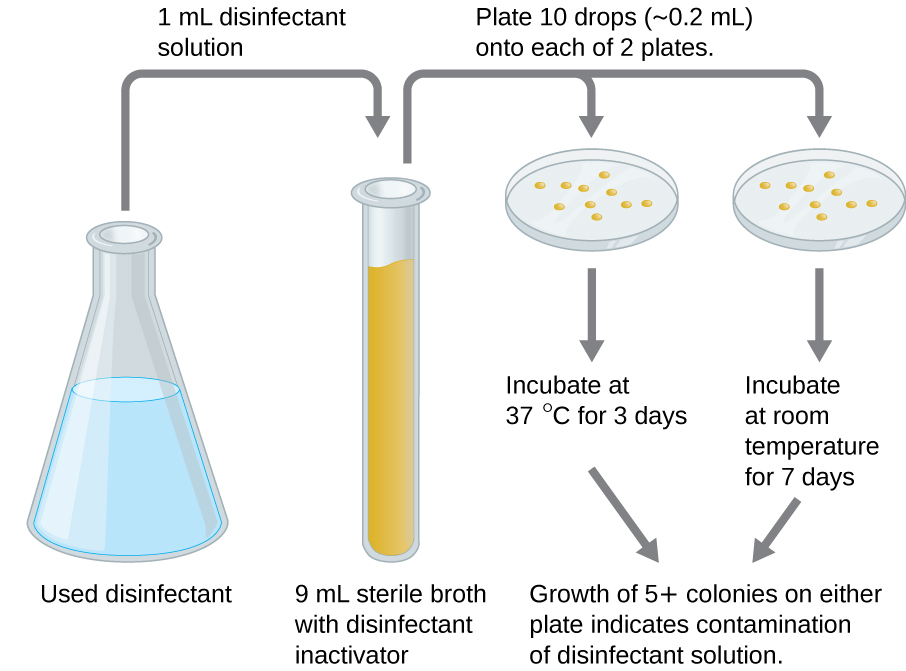 1 mL disinfectant
solution
Plate 10 drops (~0.2 mL)
onto each of 2 plates.
Incubate at
37 °C for 3 days
Incubate
at room
temperature
for 7 days
Used disinfectant
9 mL sterile broth
with disinfectant
inactivator
Growth of 5+ colonies on either
plate indicates contamination
of disinfectant solution.